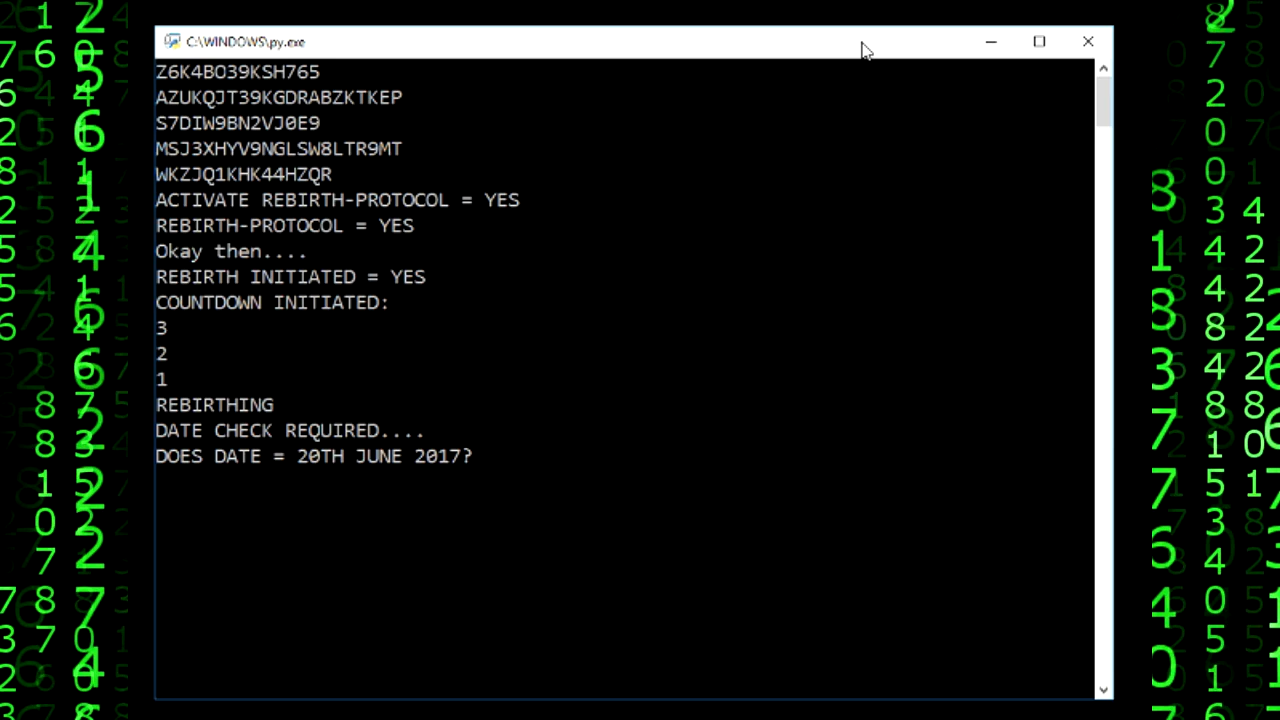 C:\WINDOWS\py.exe
Z6K4BO39KSH765
AZUKQJT39KGDRABZKTKEP
S7DIW9BN2VJ0E9
MSJ3XHYV9NGLSW8LTR9MT
WKZJQ1KHK44HZQR
ACTIVATE REBIRTH-PROTOCOL = YES
REBIRTH-PROTOCOL = YES
Okay then....
REBIRTH INITIATED = YES
COUNTDOWN INITIATED:
3
2
1
REBIRTHING
DATE CHECK REQUIRED....
DOES DATE = 20TH JUNE 2017?